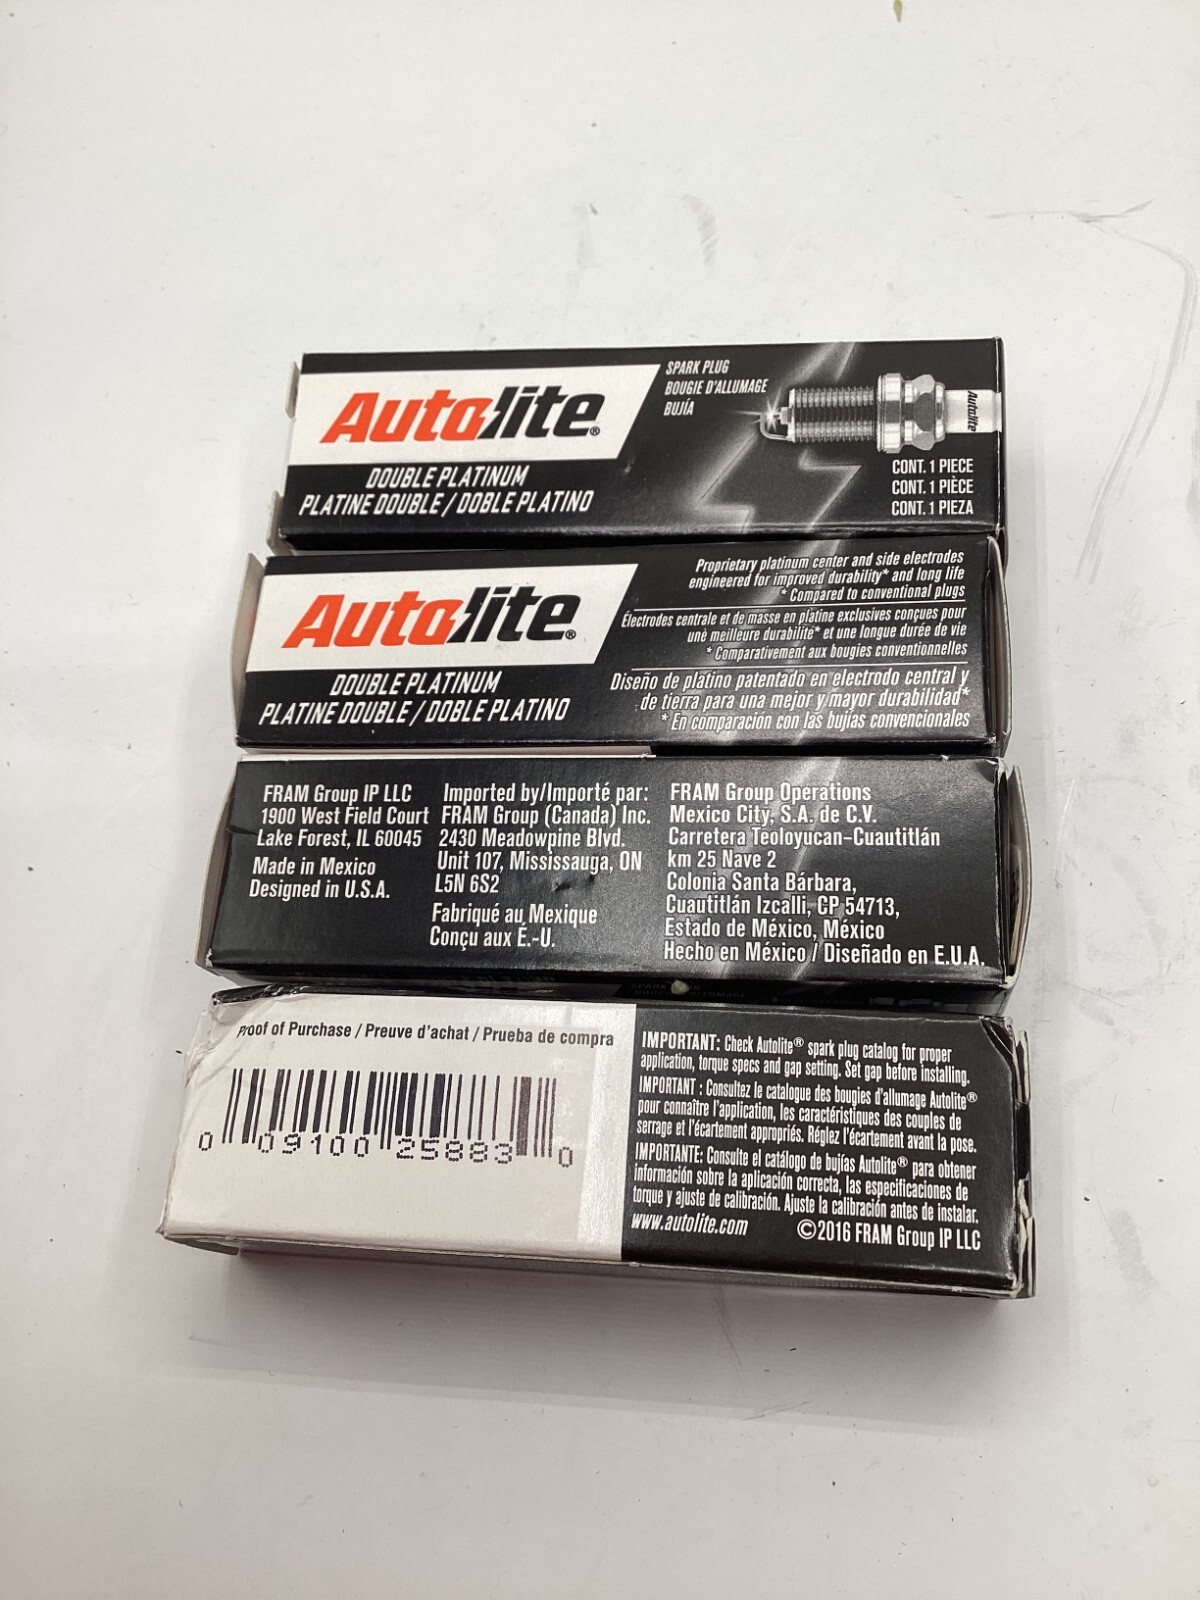 Autolite®
SPARK PLUG
BOUGIE D'ALLUMAGE
BUJÍA
Autolite
DOUBLE PLATINUM
PLATINE DOUBLE / DOBLE PLATINO
CONT. 1 PIECE
CONT. 1 PIÈCE
CONT. 1 PIEZA
Autolite®
DOUBLE PLATINUM
PLATINE DOUBLE / DOBLE PLATINO
Proprietary platinum center and side electrodes
engineered for improved durability* and long life
* Compared to conventional plugs
Électrodes centrale et de masse en platine exclusives conçues pour
une meilleure durabilité* et une longue durée de vie
* Comparativement aux bougies conventionnelles
Diseño de platino patentado en electrodo central y
de tierra para una mejor y mayor durabilidad*
* En comparación con las bujías convencionales
FRAM Group IP LLC
1900 West Field Court
Lake Forest, IL 60045
Made in Mexico
Designed in U.S.A.
Imported by/Importé par:
FRAM Group (Canada) Inc.
2430 Meadowpine Blvd.
Unit 107, Mississauga, ON
L5N 6S2
Fabriqué au Mexique
Conçu aux É.-U.
FRAM Group Operations
Mexico City, S.A. de C.V.
Carretera Teoloyucan-Cuautitlán
km 25 Nave 2
Colonia Santa Bárbara,
Cuautitlán Izcalli, CP 54713,
Estado de México, México
Hecho en México / Diseñado en E.U.A.
Proof of Purchase / Preuve d'achat / Prueba de compra
0 09100 25883 0
IMPORTANT: Check Autolite® spark plug catalog for proper
application, torque specs and gap setting. Set gap before installing.
IMPORTANT : Consultez le catalogue des bougies d'allumage Autolite®
pour connaître l'application, les caractéristiques des couples de
serrage et l'écartement appropriés. Réglez l'écartement avant la pose.
IMPORTANTE: Consulte el catálogo de bujías Autolite® para obtener
información sobre la aplicación correcta, las especificaciones de
torque y ajuste de calibración. Ajuste la calibración antes de instalar.
www.autolite.com ©2016 FRAM Group IP LLC